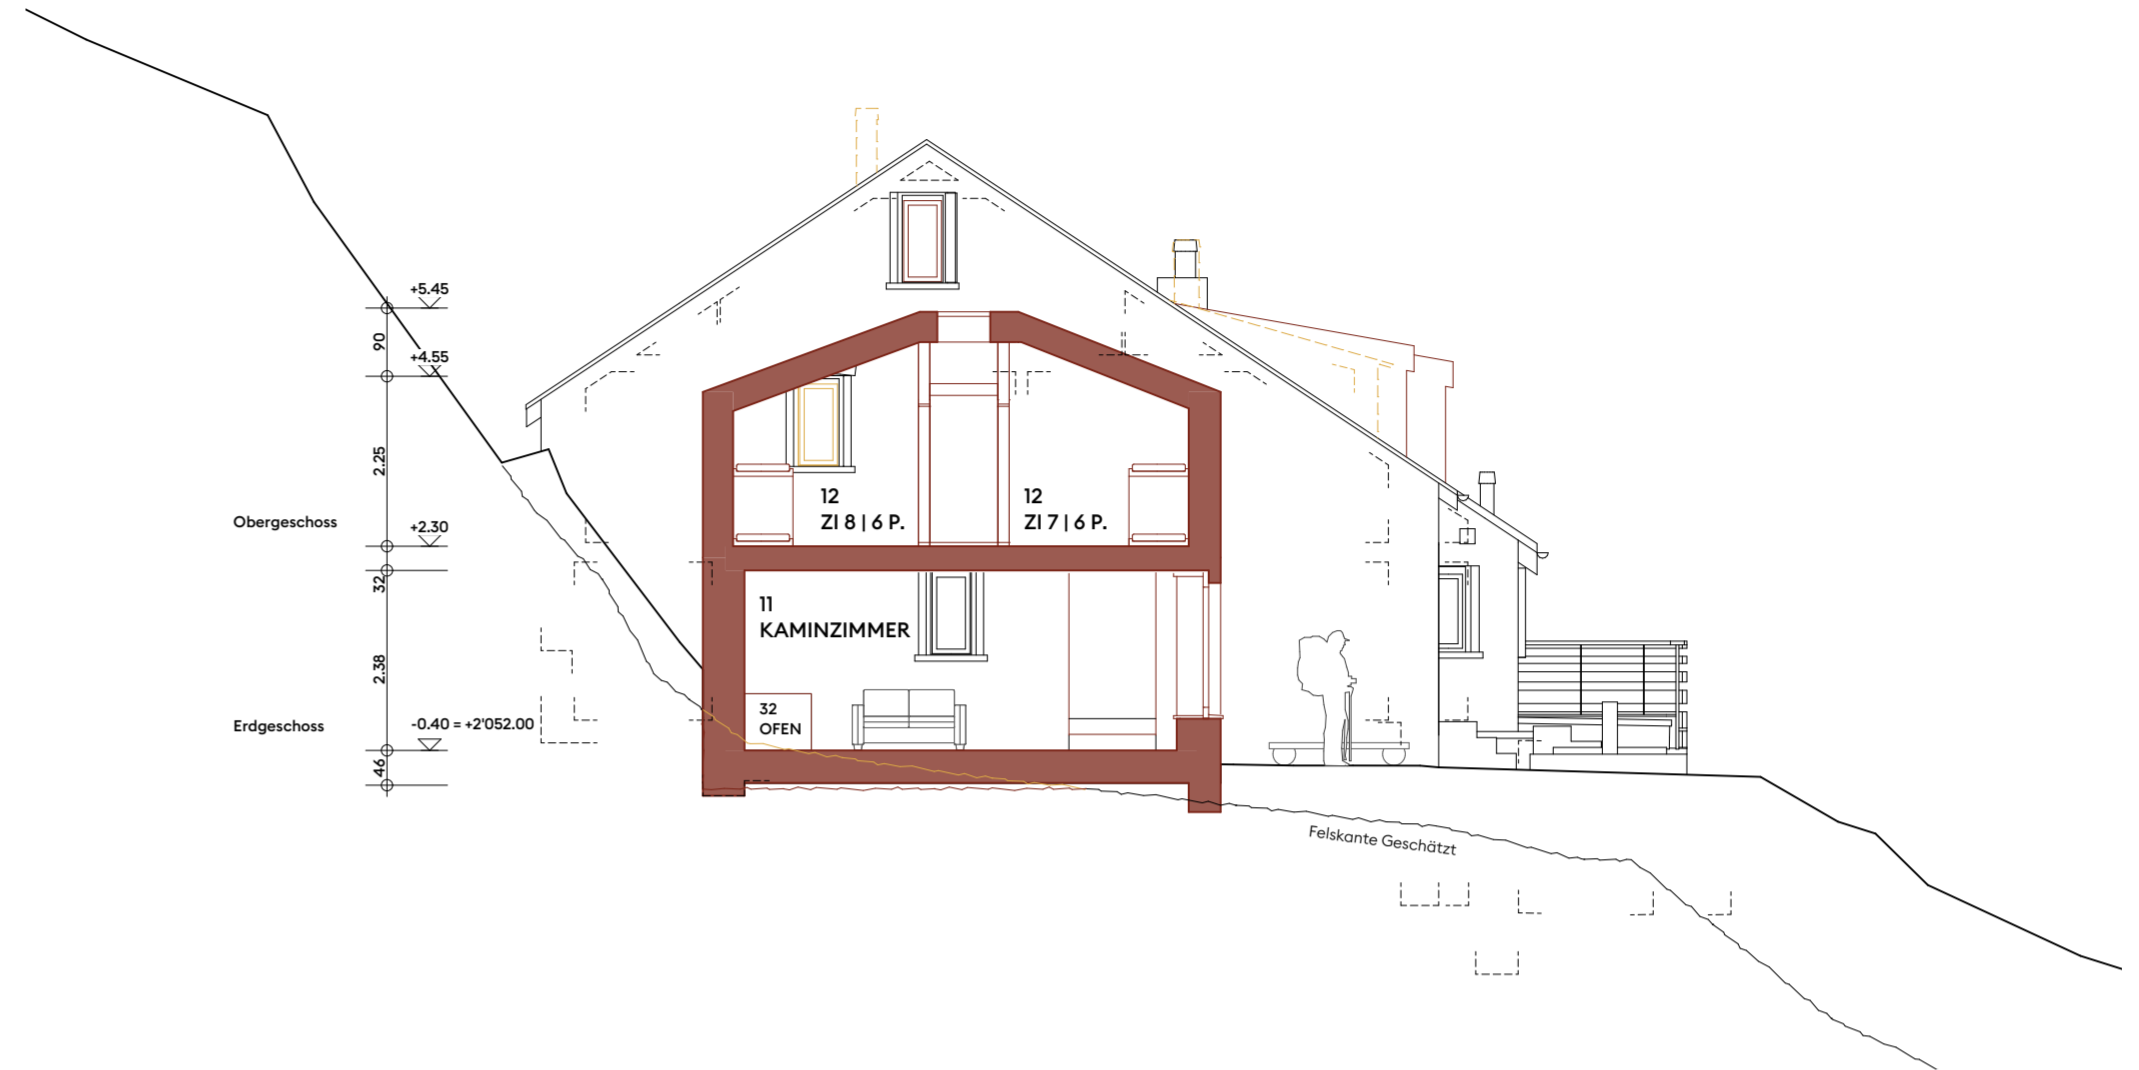 +5.45
90
+4.55
2.25
Obergeschoss
+2.30
32
2.38
Erdgeschoss
-0.40 = +2'052.00
46
12
ZI 8 | 6 P.
12
ZI 7 | 6 P.
11
KAMINZIMMER
32
OFEN
Felskante Geschätzt